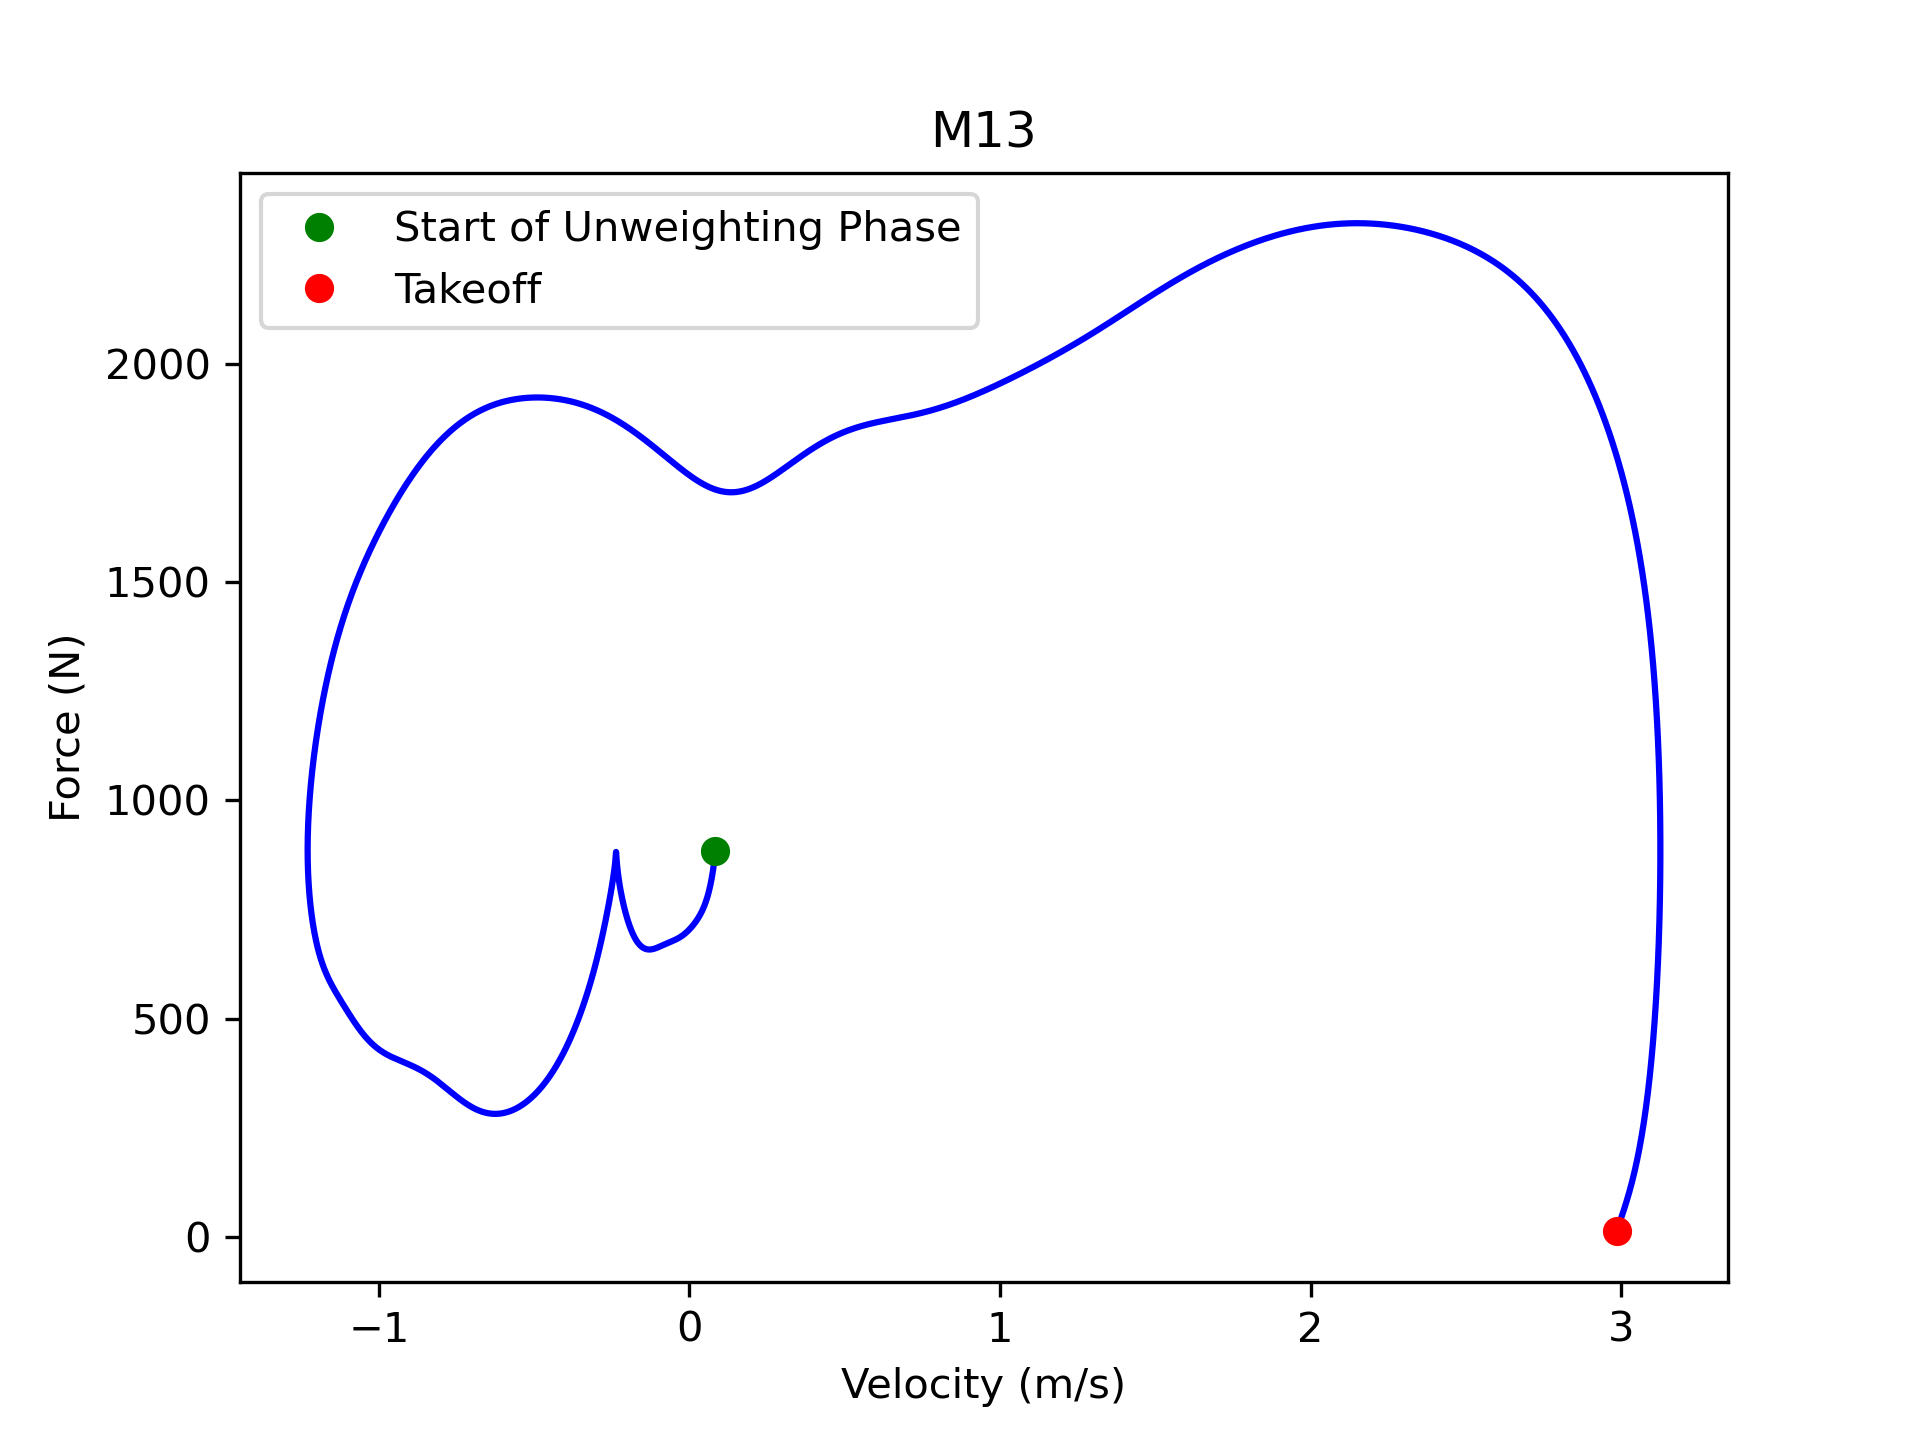 M13
Start of Unweighting Phase
Takeoff
2000
1500
1000
500
0
Force (N)
−1 0 1 2 3
Velocity (m/s)